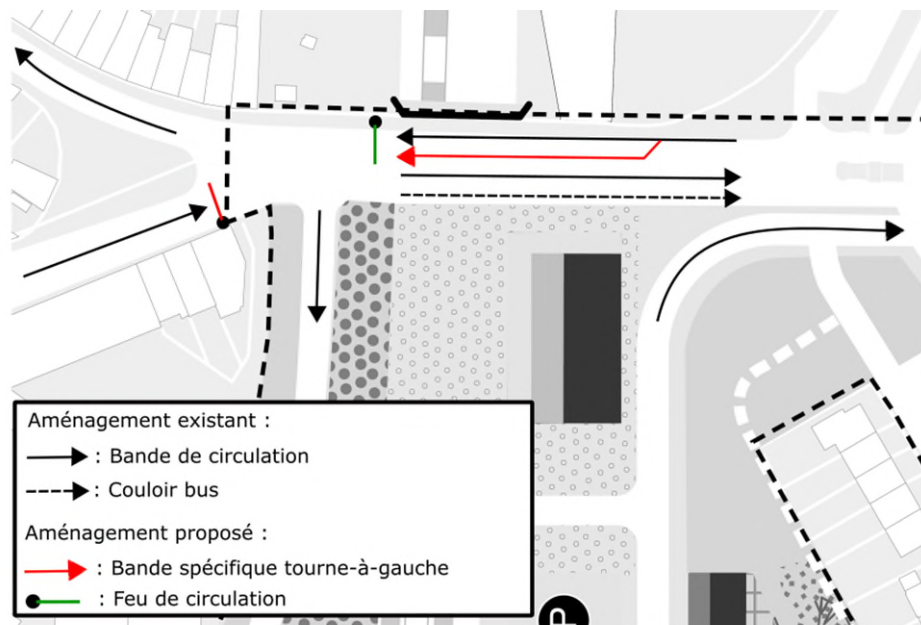 Aménagement existant :
: Bande de circulation
: Couloir bus
Aménagement proposé :
: Bande spécifique tourne-à-gauche
: Feu de circulation
P